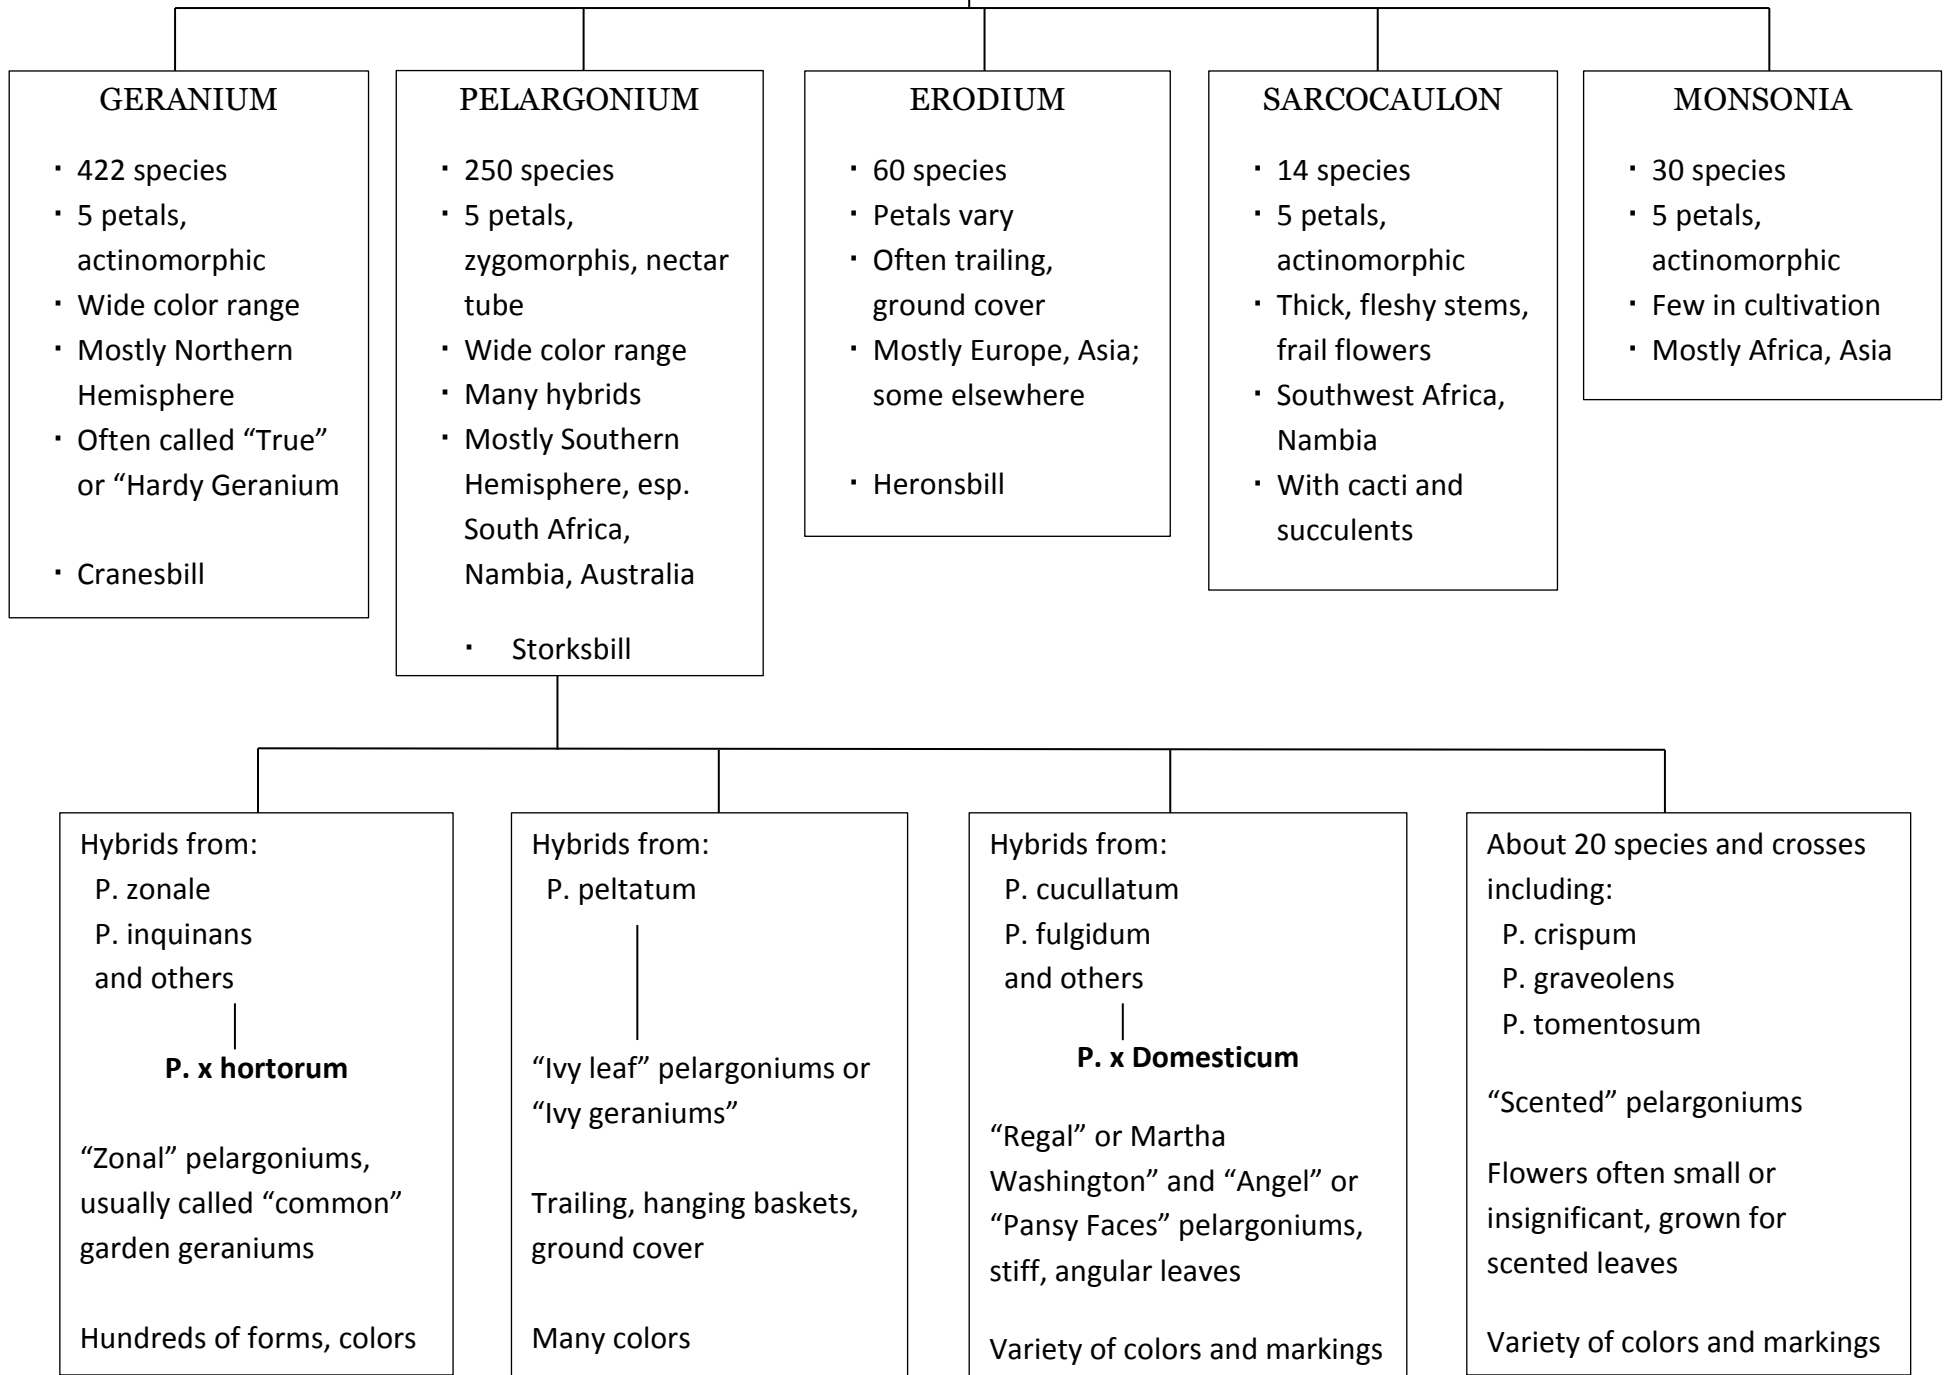 GERANIUM
· 422 species
· 5 petals,
actinomorphic
· Wide color range
· Mostly Northern
Hemisphere
· Often called “True”
or “Hardy Geranium
· Cranesbill
PELARGONIUM
· 250 species
· 5 petals,
zygomorphis, nectar
tube
· Wide color range
· Many hybrids
· Mostly Southern
Hemisphere, esp.
South Africa,
Nambia, Australia
· Storksbill
ERODIUM
· 60 species
· Petals vary
· Often trailing,
ground cover
· Mostly Europe, Asia;
some elsewhere
· Heronsbill
SARCOCAULON
· 14 species
· 5 petals,
actinomorphic
· Thick, fleshy stems,
frail flowers
· Southwest Africa,
Nambia
· With cacti and
succulents
MONSONIA
· 30 species
· 5 petals,
actinomorphic
· Few in cultivation
· Mostly Africa, Asia
Hybrids from:
P. zonale
P. inquinans
and others
P. x hortorum
“Zonal” pelargoniums,
usually called “common”
garden geraniums
Hundreds of forms, colors
Hybrids from:
P. peltatum
“Ivy leaf” pelargoniums or
“Ivy geraniums”
Trailing, hanging baskets,
ground cover
Many colors
Hybrids from:
P. cucullatum
P. fulgidum
and others
P. x Domesticum
“Regal” or Martha
Washington” and “Angel” or
“Pansy Faces” pelargoniums,
stiff, angular leaves
Variety of colors and markings
About 20 species and crosses
including:
P. crispum
P. graveolens
P. tomentosum
“Scented” pelargoniums
Flowers often small or
insignificant, grown for
scented leaves
Variety of colors and markings